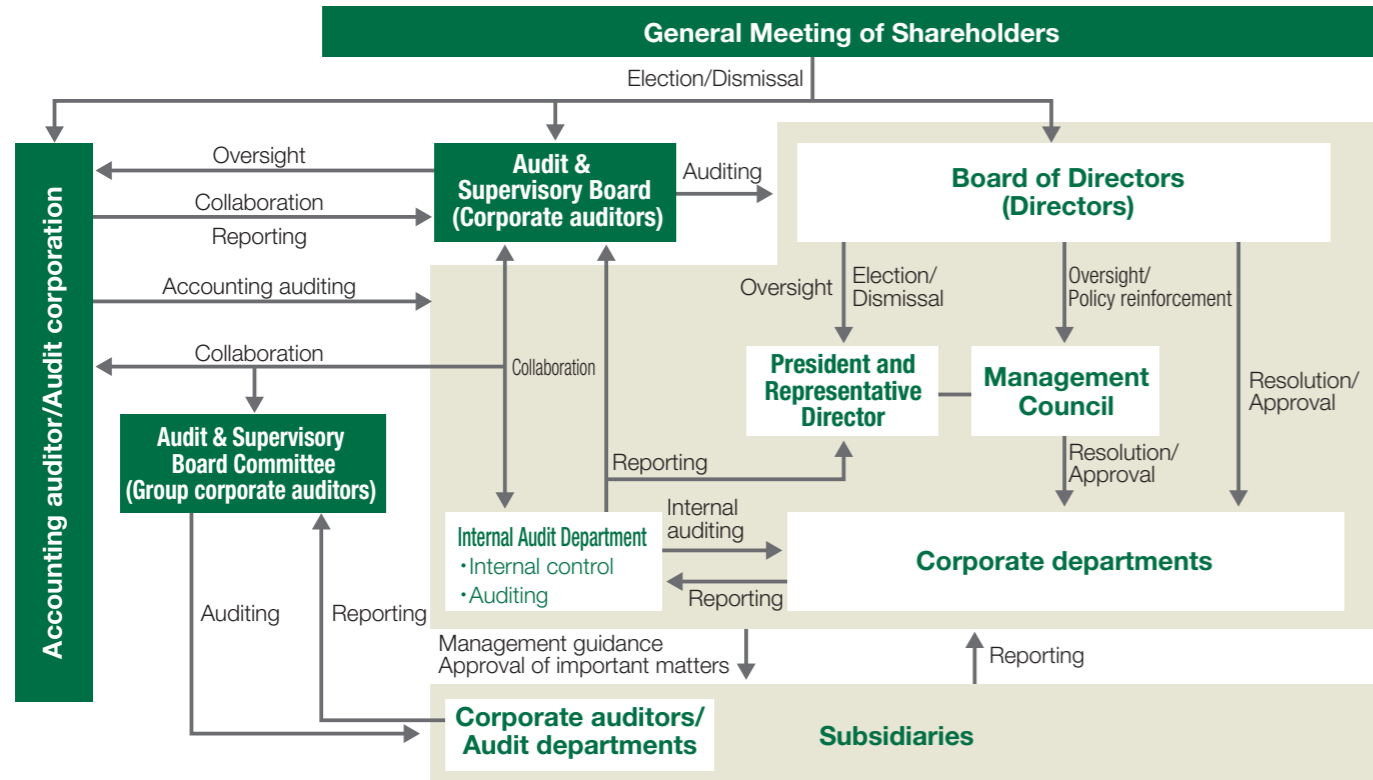 General Meeting of Shareholders
Election/Dismissal
Accounting auditor/Audit corporation
Oversight
Collaboration
Reporting
Accounting auditing
Collaboration
Audit &
Supervisory Board
(Corporate auditors)
Auditing
Board of Directors
(Directors)
Oversight
Election/
Dismissal
Oversight/
Policy reinforcement
Resolution/
Approval
Collaboration
President and
Representative
Director
Management
Council
Resolution/
Approval
Audit & Supervisory
Board Committee
(Group corporate auditors)
Reporting
Internal Audit Department
・Internal control
・Auditing
Internal
auditing
Reporting
Corporate departments
Auditing
Reporting
Management guidance
Approval of important matters
Reporting
Corporate auditors/
Audit departments
Subsidiaries